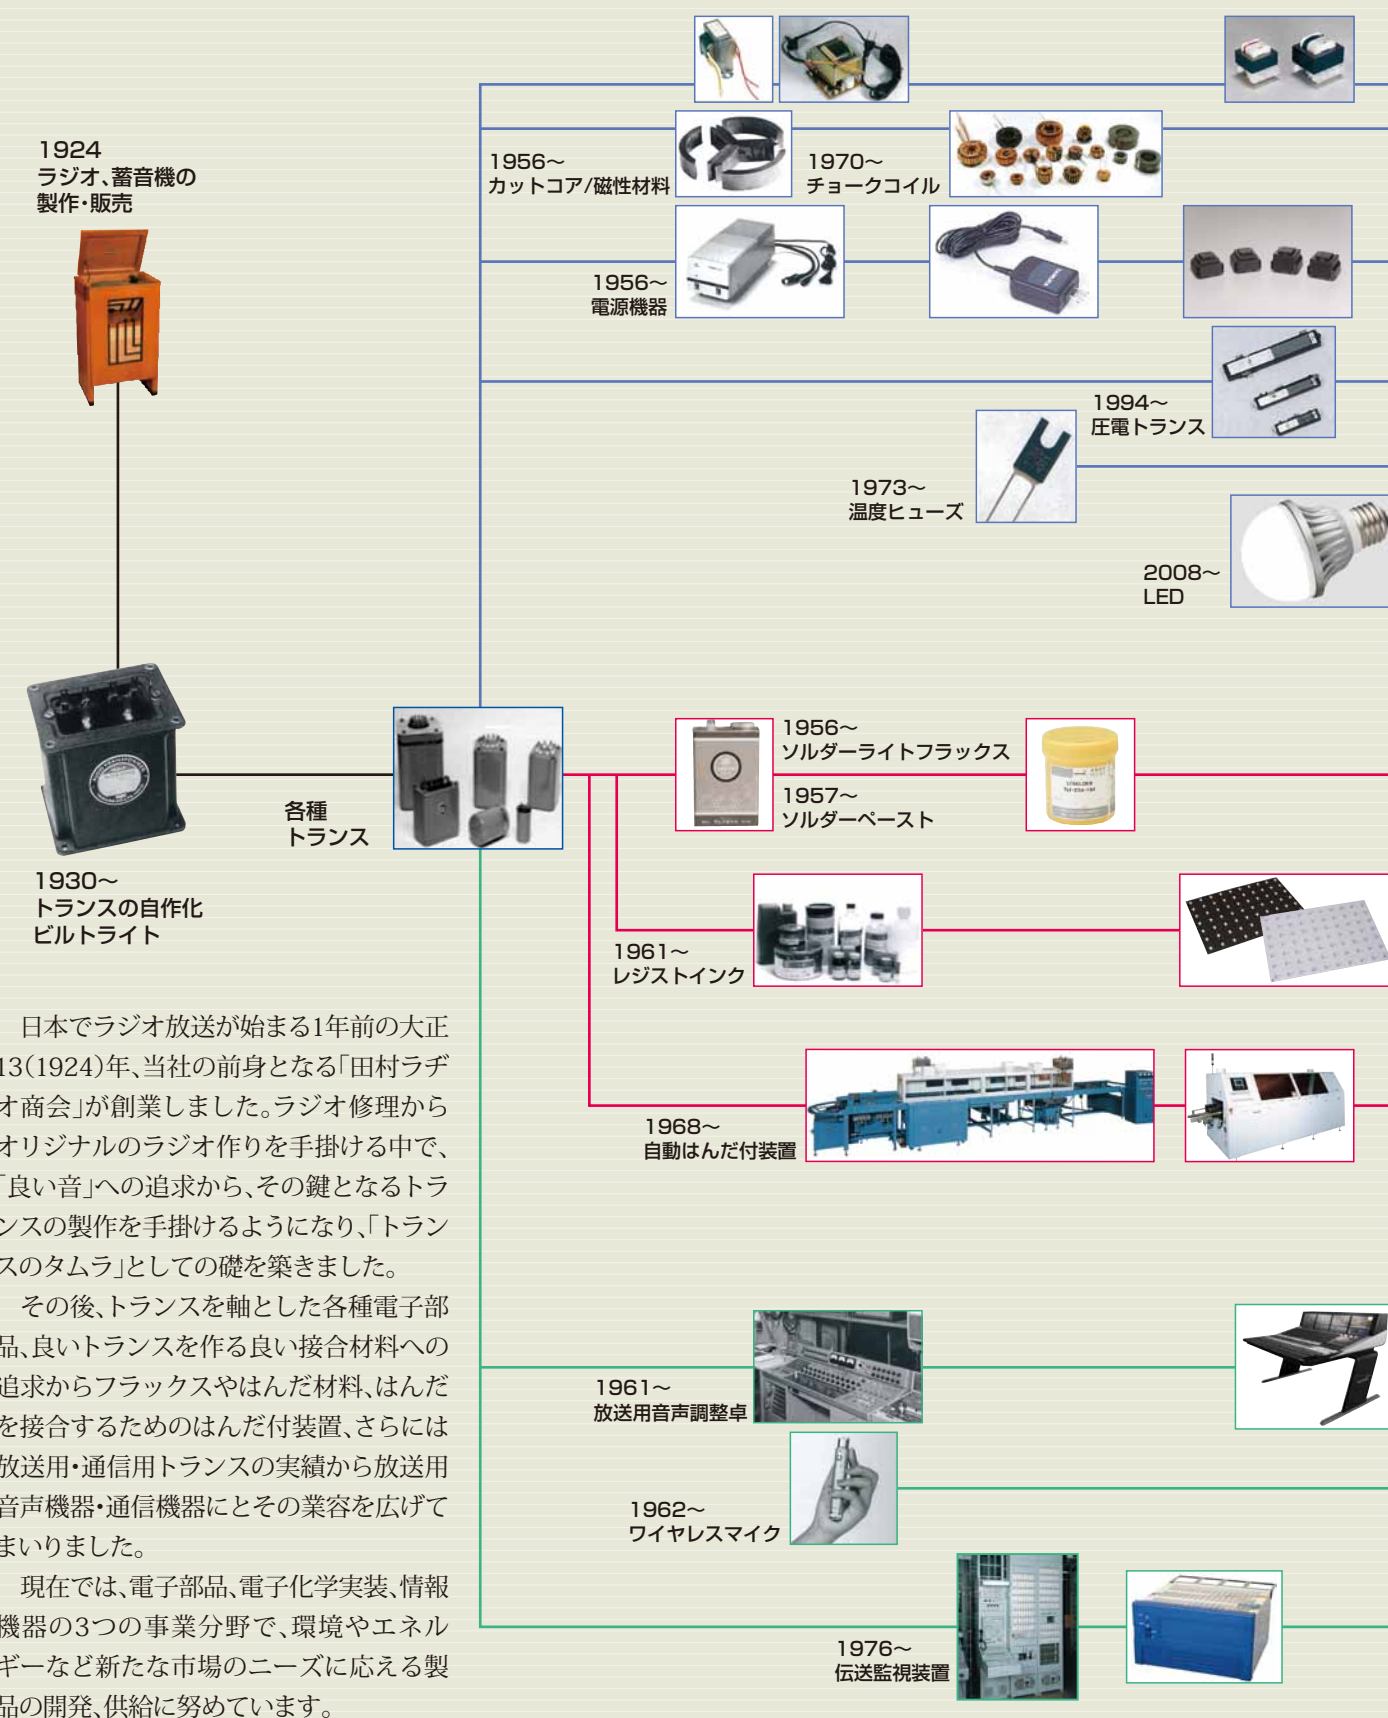 1924
ラジオ、蓄音機の
製作・販売
1956〜
カットコア/磁性材料
1970〜
チョークコイル
1956〜
電源機器
1994〜
圧電トランス
1973〜
温度ヒューズ
2008〜
LED
1956〜
ソルダーライトフラックス
1957〜
ソルダーペースト
各種
トランス
1930〜
トランスの自作化
ビルトライト
1961〜
レジストインク
1968〜
自動はんだ付装置
1961〜
放送用音声調整卓
1962〜
ワイヤレスマイク
1976〜
伝送監視装置
日本でラジオ放送が始まる1年前の大正
13(1924)年、当社の前身となる「田村ラヂ
オ商会」が創業しました。ラジオ修理から
オリジナルのラジオ作りを手掛ける中で、
「良い音」への追求から、その鍵となるトラ
ンスの製作を手掛けるようになり、「トラン
スのタムラ」としての礎を築きました。
その後、トランスを軸とした各種電子部
品、良いトランスを作る良い接合材料への
追求からフラックスやはんだ材料、はんだ
を接合するためのはんだ付装置、さらには
放送用・通信用トランスの実績から放送用
音声機器・通信機器にとその業容を広げて
まいりました。
現在では、電子部品、電子化学実装、情報
機器の3つの事業分野で、環境やエネル
ギーなど新たな市場のニーズに応える製
品の開発、供給に努めています。